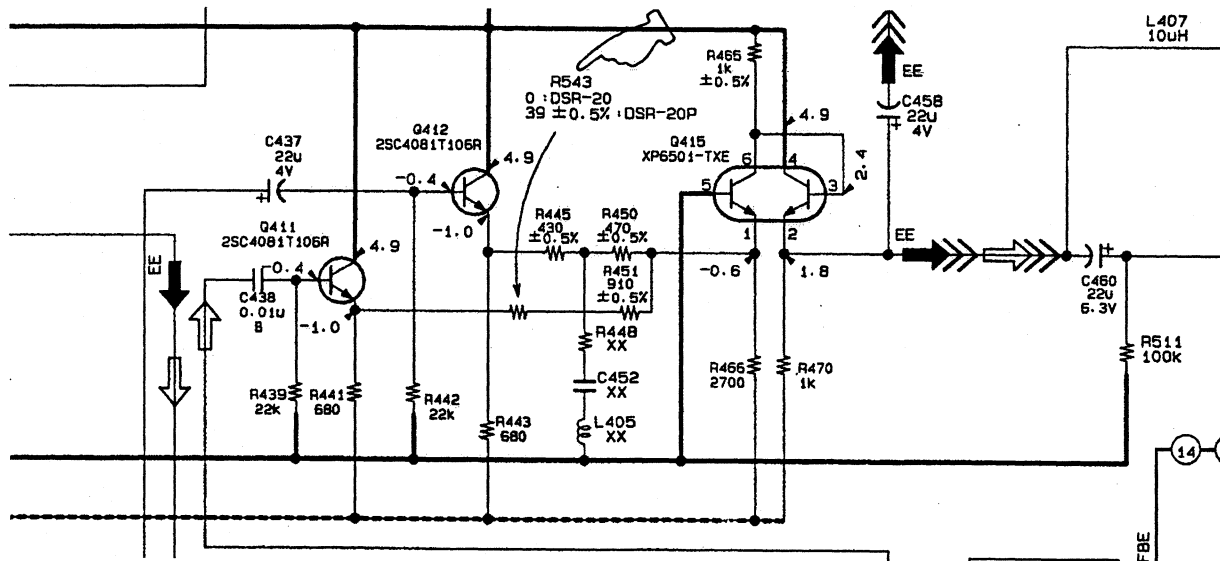 L407
10uH
R465
1k
±0.5%
EE
R543
0 :DSR-20
39 ±0.5% :DSR-20P
C458
22u
4V
+
4.9
Q412
2SC4081T106R
C437
22u
4V
+
4.9
Q415
XP6501-TXE
6
4
2.4
-0.4
5
3
Q411
2SC4081T106R
-1.0
R445
430
±0.5%
R450
470
±0.5%
1
2
EE
4.9
EE
-0.4
-0.6
1.8
+
R451
910
±0.5%
C438
0.01u
B
-1.0
C460
22u
6.3V
R448
XX
R511
100k
R466
2700
R470
1k
C452
XX
R439
22k
R441
680
R442
22k
R443
680
L405
XX
14
FBE